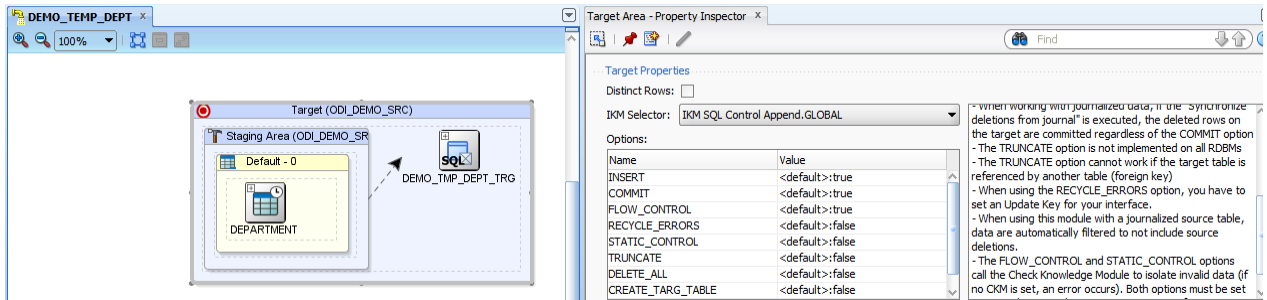 DEMO_TEMP_DEPT x
100%
Target (ODI_DEMO_SRC)
Staging Area (ODI_DEMO_SR
Default - 0
DEPARTMENT
SQL
DEMO_TMP_DEPT_TRG
Target Area - Property Inspector x
Find
Target Properties
Distinct Rows:
IKM Selector: IKM SQL Control Append.GLOBAL
Options:
Name Value
INSERT <default>:true
COMMIT <default>:true
FLOW_CONTROL <default>:true
RECYCLE_ERRORS <default>:false
STATIC_CONTROL <default>:false
TRUNCATE <default>:false
DELETE_ALL <default>:false
CREATE_TARG_TABLE <default>:false
- When working with journalized data, if the "Synchronize
deletions from journal" is executed, the deleted rows on
the target are committed regardless of the COMMIT option
- The TRUNCATE option is not implemented on all RDBMs
- The TRUNCATE option cannot work if the target table is
referenced by another table (foreign key)
- When using the RECYCLE_ERRORS option, you have to
set an Update Key for your interface.
- When using this module with a journalized source table,
data are automatically filtered to not include source
deletions.
- The FLOW_CONTROL and STATIC_CONTROL options
call the Check Knowledge Module to isolate invalid data (if
no CKM is set, an error occurs). Both options must be set